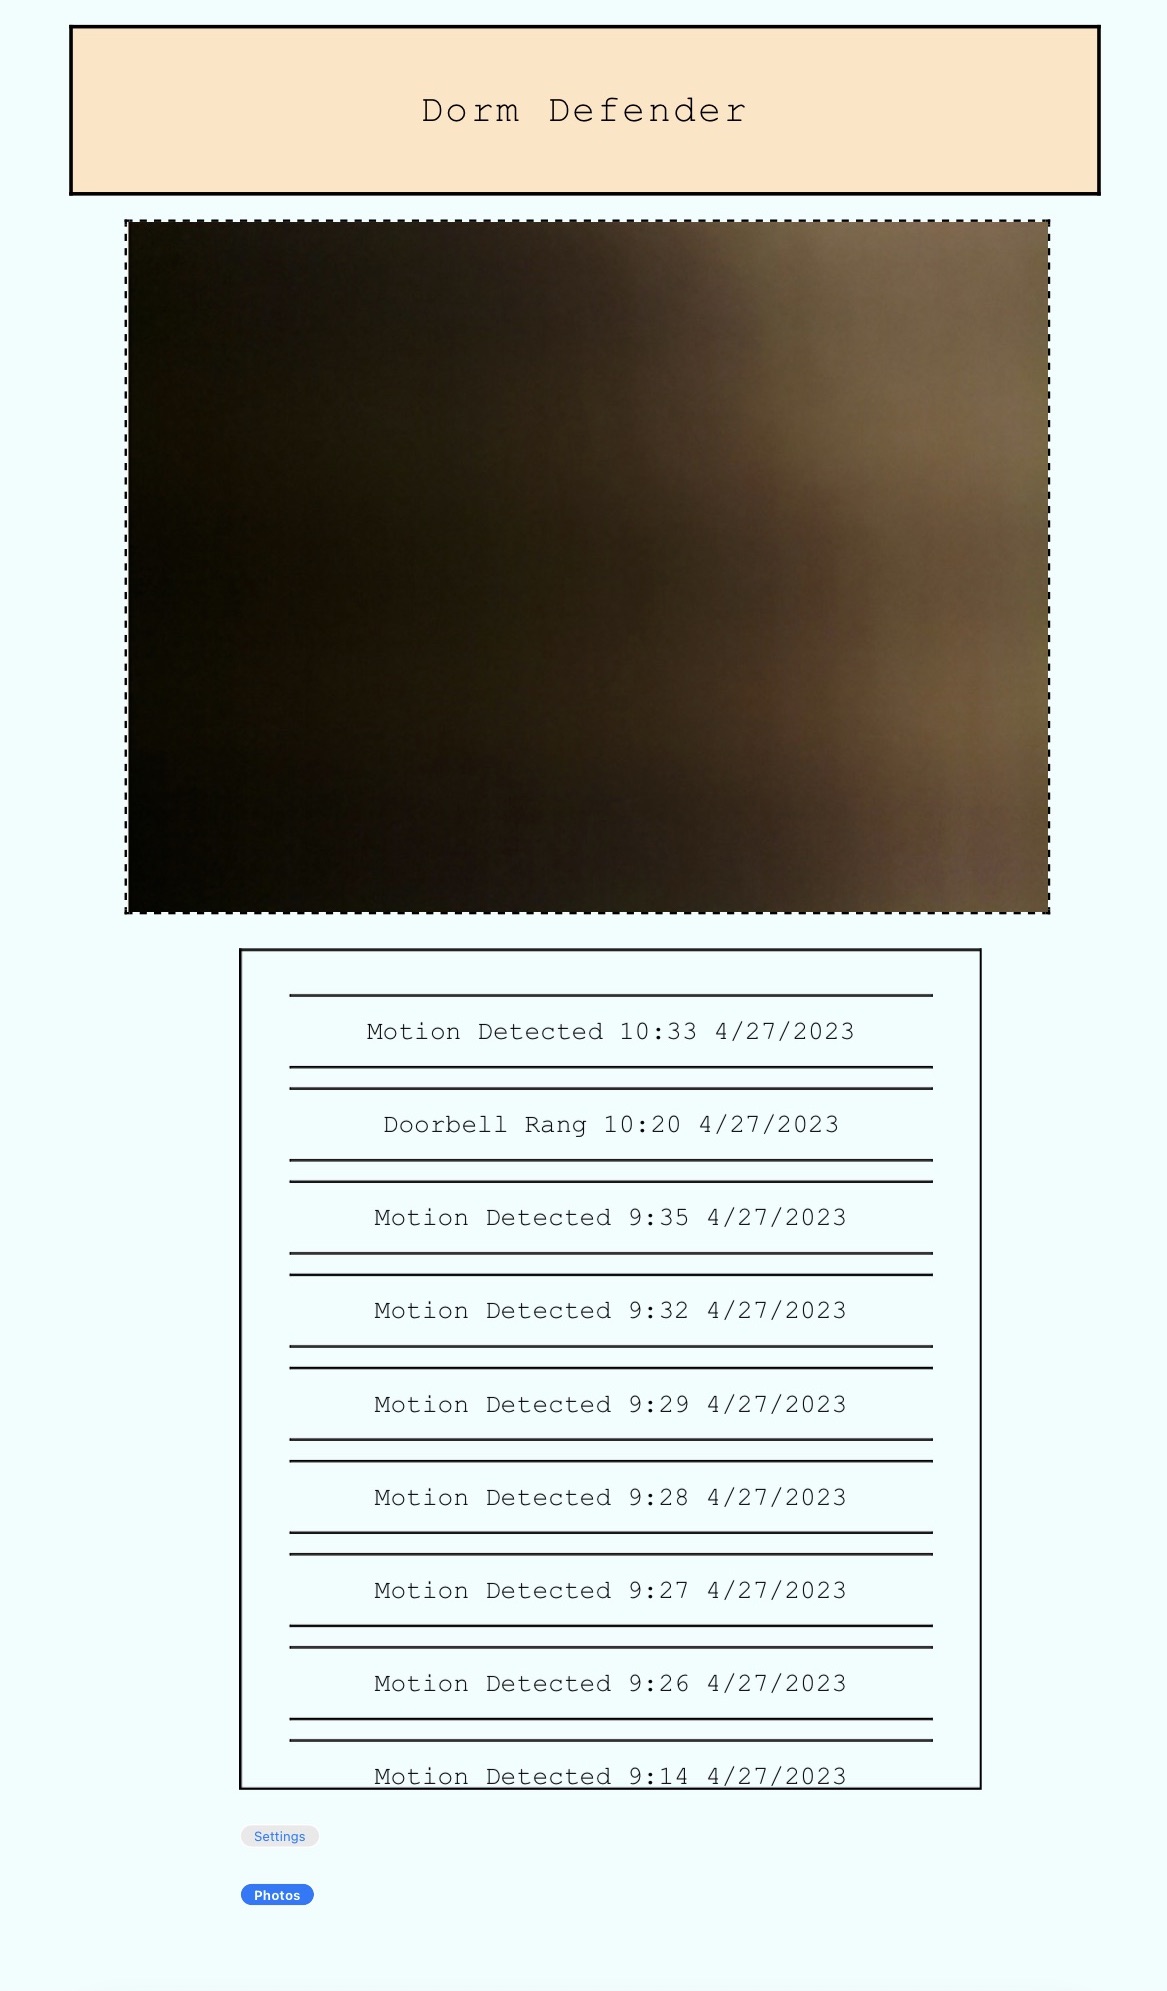 Dorm Defender
Motion Detected 10:33 4/27/2023
Doorbell Rang 10:20 4/27/2023
Motion Detected 9:35 4/27/2023
Motion Detected 9:32 4/27/2023
Motion Detected 9:29 4/27/2023
Motion Detected 9:28 4/27/2023
Motion Detected 9:27 4/27/2023
Motion Detected 9:26 4/27/2023
Motion Detected 9:14 4/27/2023
Settings
Photos